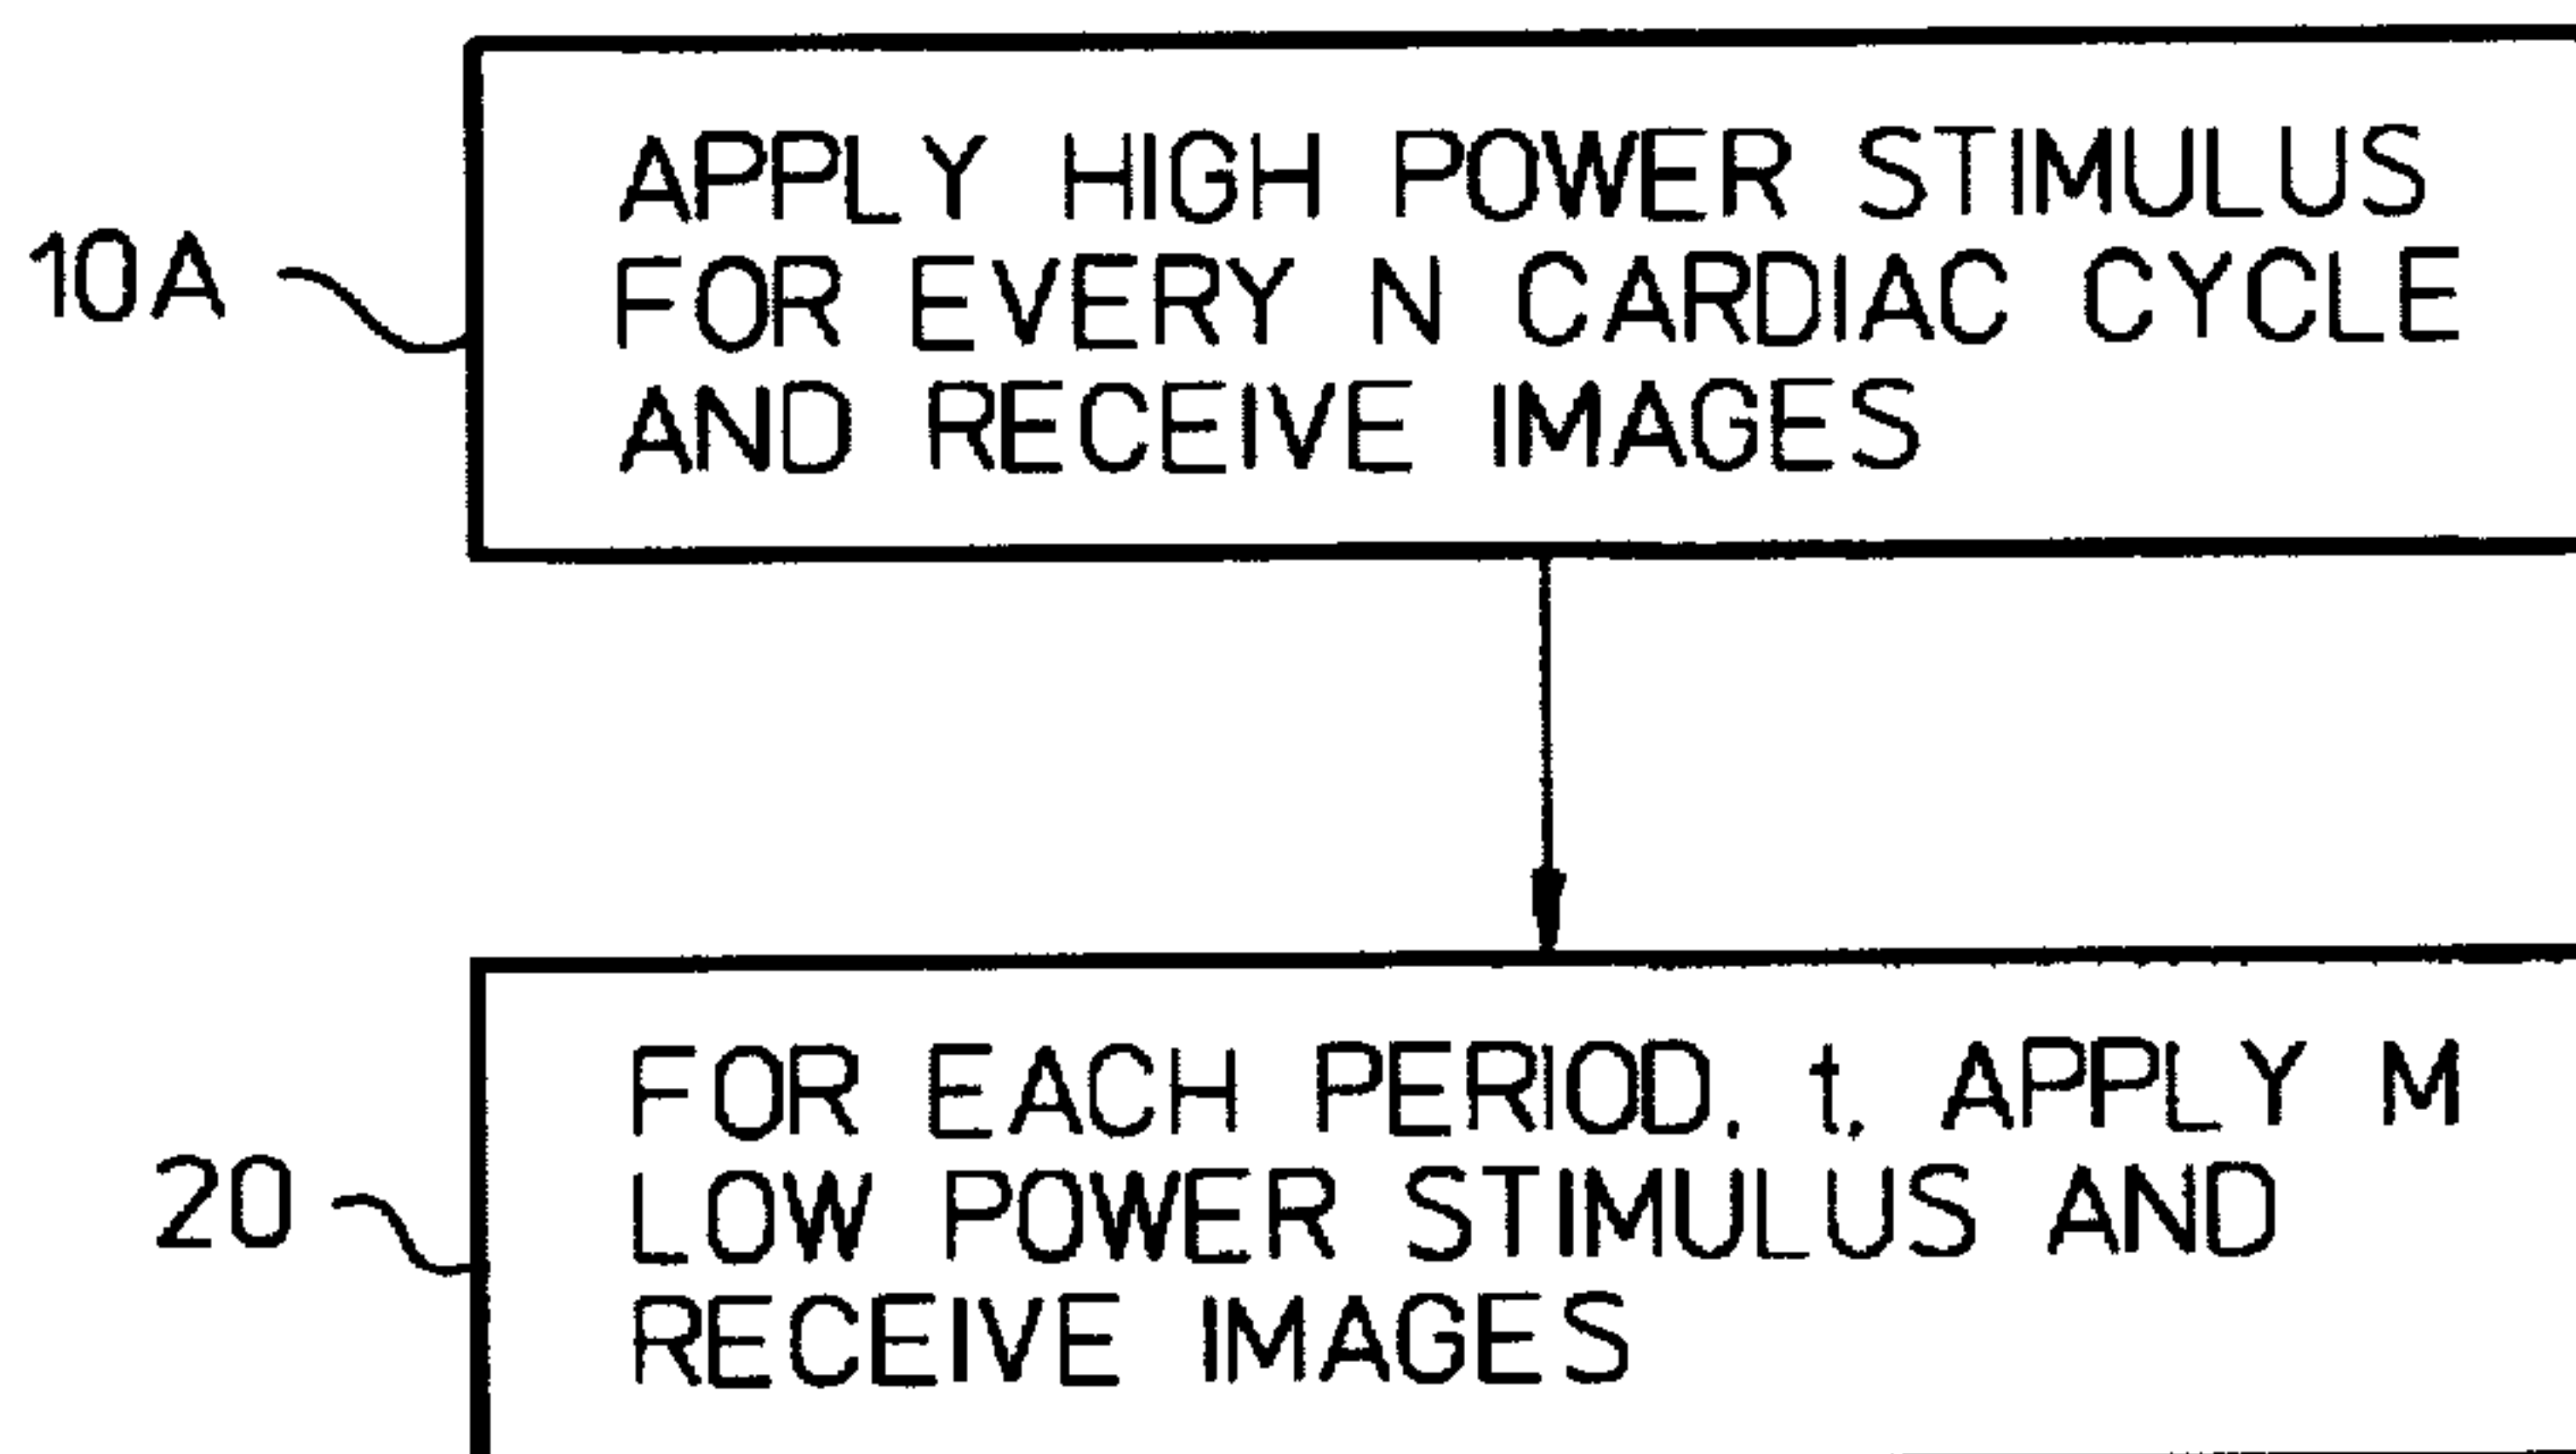 APPLY HIGH POWER STIMULUS
FOR EVERY N CARDIAC CYCLE
AND RECEIVE IMAGES
10A
FOR EACH PERIOD, t, APPLY M
LOW POWER STIMULUS AND
RECEIVE IMAGES
20